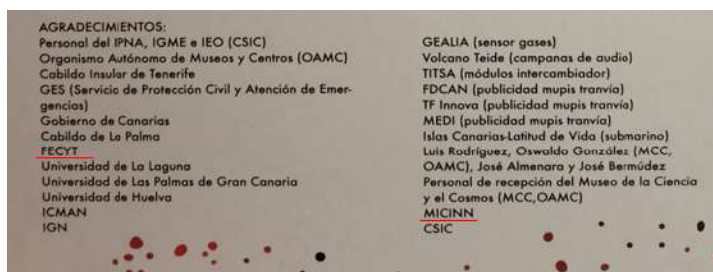 AGRADECIMIENTOS:
Personal del IPNA, IGME e IEO (CSIC)
Organismo Autónomo de Museos y Centros (OAMC)
Cabildo Insular de Tenerife
GES (Servicio de Protección Civil y Atención de Emer-
gencias)
Gobierno de Canarias
Cabildo de La Palma
FECYT
Universidad de La Laguna
Universidad de Las Palmas de Gran Canaria
Universidad de Huelva
ICMAN
IGN
GEALIA (sensor gases)
Volcano Teide (campanas de audio)
TITSA (módulos intercambiador)
FDCAN (publicidad mupis tranvía)
TF Innova (publicidad mupis tranvía)
MEDI (publicidad mupis tranvía)
Islas Canarias-Latitud de Vida (submarino)
Luis Rodríguez, Oswaldo González (MCC,
OAMC), José Almenara y José Bermúdez
Personal de recepción del Museo de la Ciencia
y el Cosmos (MCC,OAMC)
MICINN
CSIC